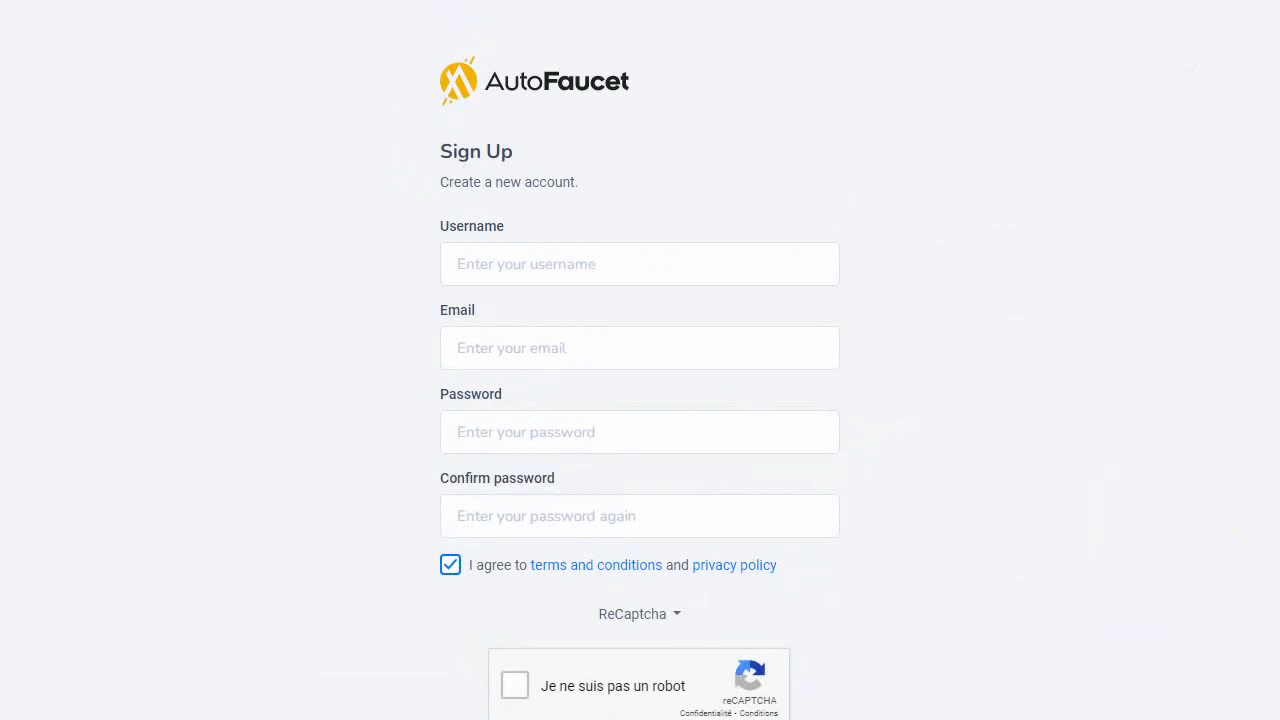 AutoFaucet
Sign Up
Create a new account.
Username
Enter your username
Email
Enter your email
Password
Enter your password
Confirm password
Enter your password again
I agree to terms and conditions and privacy policy
ReCaptcha
Je ne suis pas un robot
reCAPTCHA
Confidentialité - Conditions